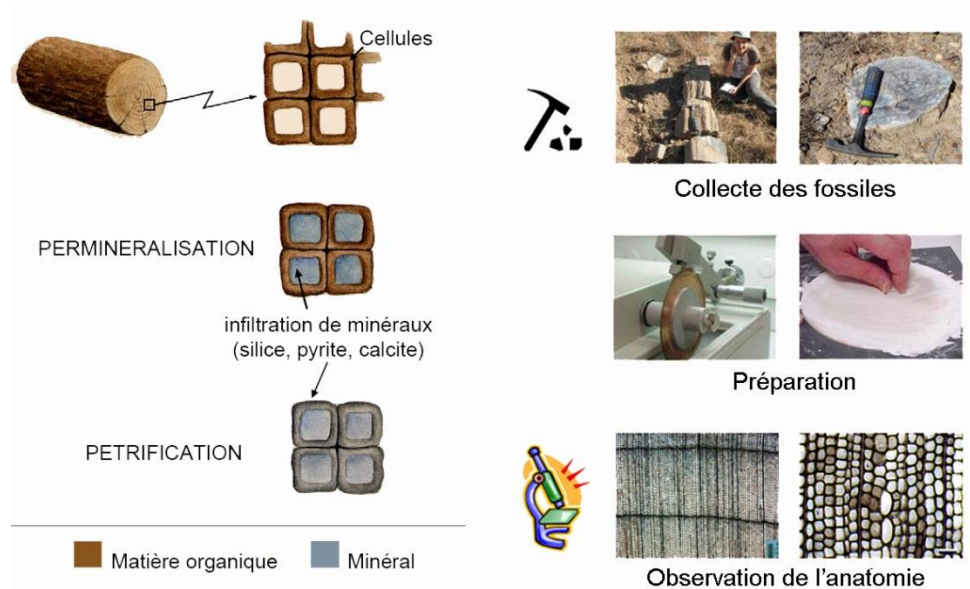 Cellules
PERMINERALISATION
infiltration de minéraux
(silice, pyrite, calcite)
PETRIFICATION
Matière organique
Minéral
Collecte des fossiles
Préparation
Observation de l'anatomie